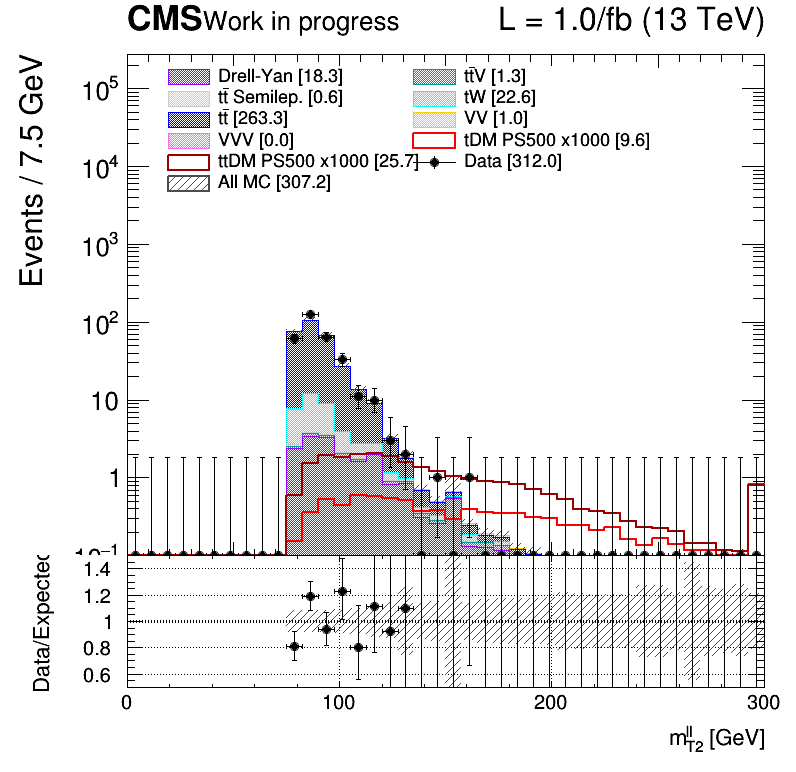 CMS Work in progress L = 1.0/fb (13 TeV)
Drell-Yan [18.3] tt̄V [1.3]
tt̄ Semilep. [0.6] tW [22.6]
tt̄ [263.3] VV [1.0]
VVV [0.0] tDM PS500 x1000 [9.6]
ttDM PS500 x1000 [25.7] Data [312.0]
All MC [307.2]
Events / 7.5 GeV
10⁵
10⁴
10³
10²
10
1
10⁻¹
Data/Expected
1.4
1.2
1
0.8
0.6
0 100 200 300
m_{T2}^{ll} [GeV]